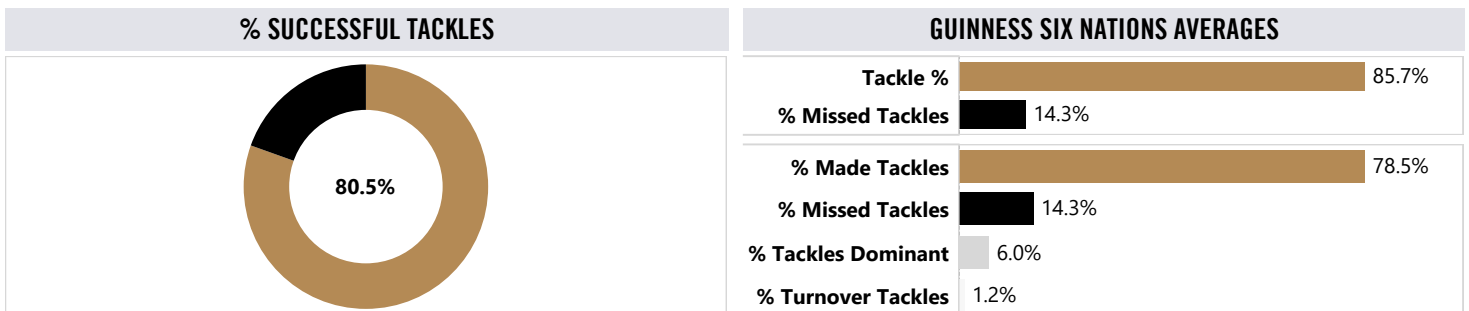 % SUCCESSFUL TACKLES
80.5%
GUINNESS SIX NATIONS AVERAGES
Tackle % 85.7%
% Missed Tackles 14.3%
% Made Tackles 78.5%
% Missed Tackles 14.3%
% Tackles Dominant 6.0%
% Turnover Tackles 1.2%